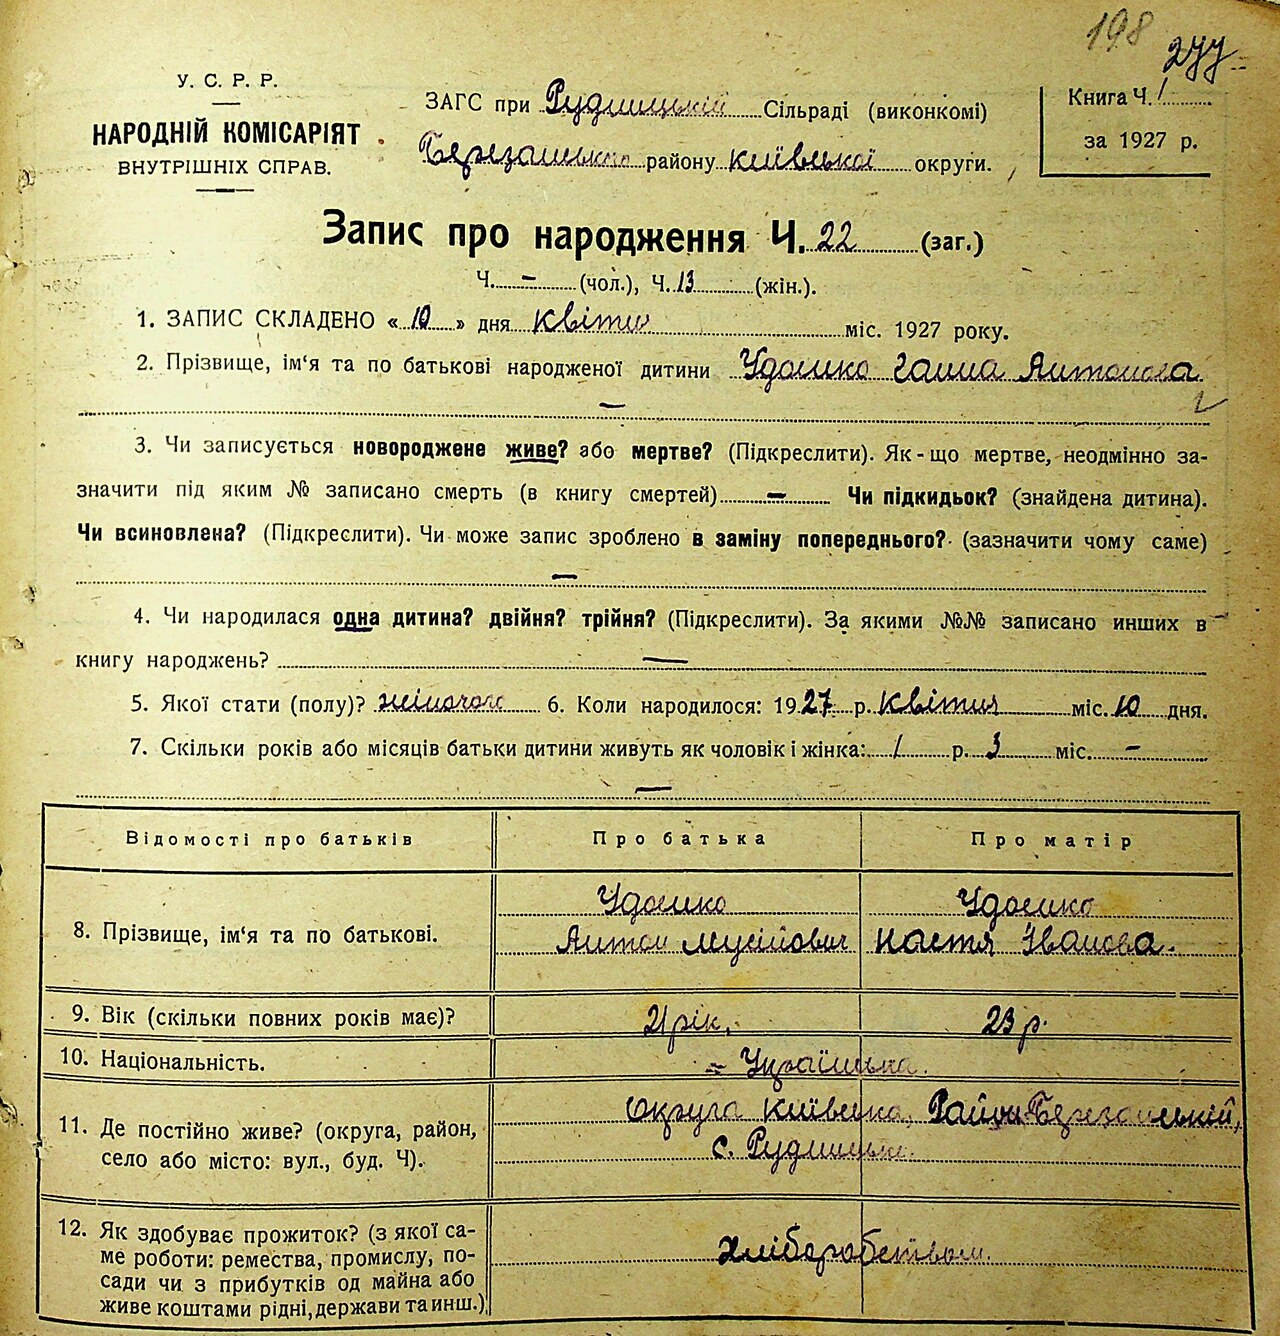 198
277
У. С. Р. Р.
НАРОДНІЙ КОМІСАРІЯТ
ВНУТРІШНІХ СПРАВ.
ЗАГС при Рудницькій Сільраді (виконкомі)
Березанського району Київської округи.
Книга Ч. 1
за 1927 р.
Запис про народження Ч. 22 (заг.)
Ч. – (чол.), Ч. 13 (жін.).
1. ЗАПИС СКЛАДЕНО « 10 » дня квітня міс. 1927 року.
2. Прізвище, ім‘я та по батькові народженої дитини Удошко Ганна Антонова
—
3. Чи записується новороджене живе? або мертве? (Підкреслити). Як-що мертве, неодмінно за-
значити під яким № записано смерть (в книгу смертей) – Чи підкидьок? (знайдена дитина).
Чи всиновлена? (Підкреслити). Чи може запис зроблено в заміну попереднього? (зазначити чому саме)
—
4. Чи народилася одна дитина? двійня? трійня? (Підкреслити). За якими №№ записано инших в
книгу народжень? —
5. Якої стати (полу)? жіночої 6. Коли народилося: 1927 р. квітня міс. 10 дня.
7. Скільки років або місяців батьки дитини живуть як чоловік і жінка: 1 р. 3 міс. –
—
Відомості про батьків Про батька Про матір
8. Прізвище, ім‘я та по батькові.
Удошко Удошко
Антон Мусійович Настя Іванова.
9. Вік (скільки повних років має)? 21 рік. 23 р.
10. Національність. = Українська.
11. Де постійно живе? (округа, район,
село або місто: вул., буд. Ч).
Округа Київська, Район Березанський,
с. Рудницьке.
12. Як здобуває прожиток? (з якої са-
ме роботи: ремества, промислу, по-
сади чи з прибутків од майна або
живе коштами рідні, держави та инш.)
Хліборобством.